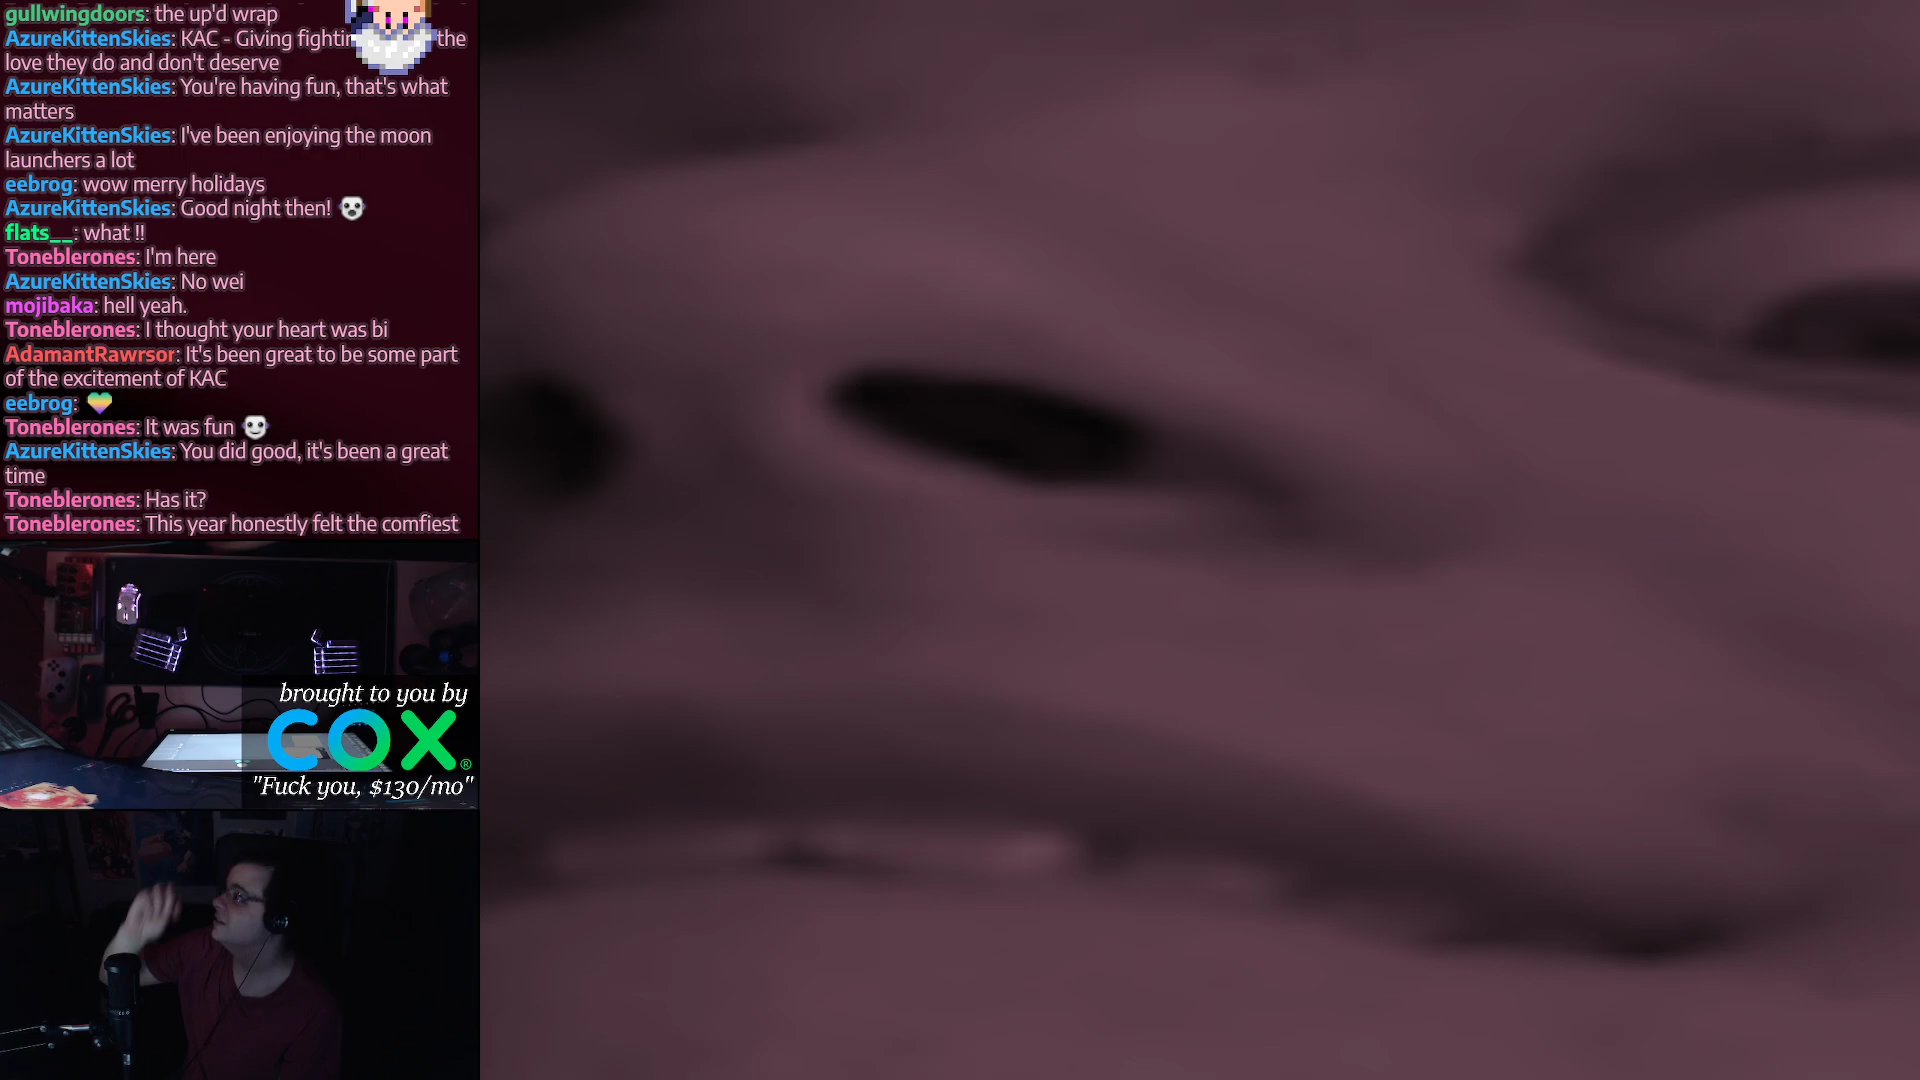 gullwingdoors: the up'd wrap
AzureKittenSkies: KAC - Giving the
love they do and don't deserve
AzureKittenSkies: You're having fun, that's what
matters
AzureKittenSkies: I've been enjoying the moon
launchers a lot
eebrog: wow merry holidays
AzureKittenSkies: Good night then!
flats__: what !!
Toneblerones: I'm here
AzureKittenSkies: No wei
mojibaka: hell yeah.
Toneblerones: I thought your heart was bi
AdamantRawrsor: It's been great to be some part
of the excitement of KAC
eebrog:
Toneblerones: It was fun
AzureKittenSkies: You did good, it's been a great
time
Toneblerones: Has it?
Toneblerones: This year honestly felt the comfiest
brought to you by
COX®
"Fuck you, $130/mo"